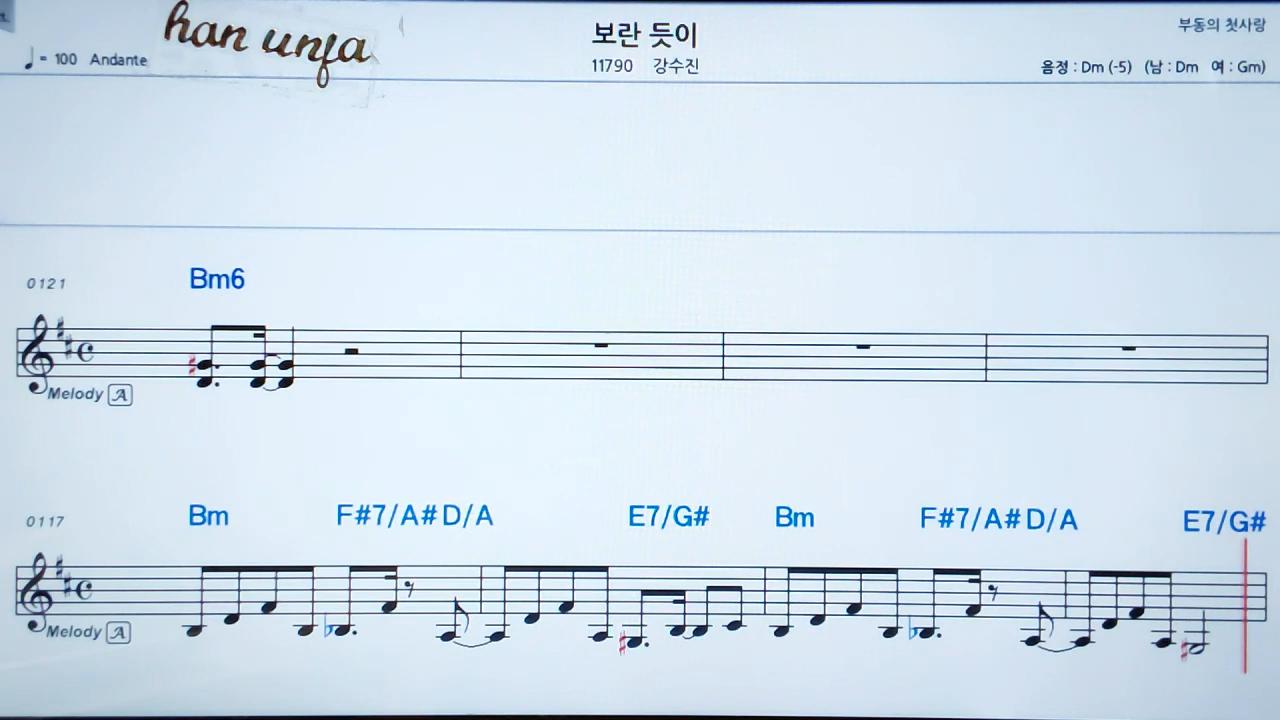 han unja
보란 듯이
부동의 첫사랑
♩= 100 Andante
11790 강수진
음정 : Dm (-5) (남 : Dm 여 : Gm)
0121 Bm6
Melody A
0117 Bm F#7/A# D/A E7/G# Bm F#7/A# D/A E7/G#
Melody A